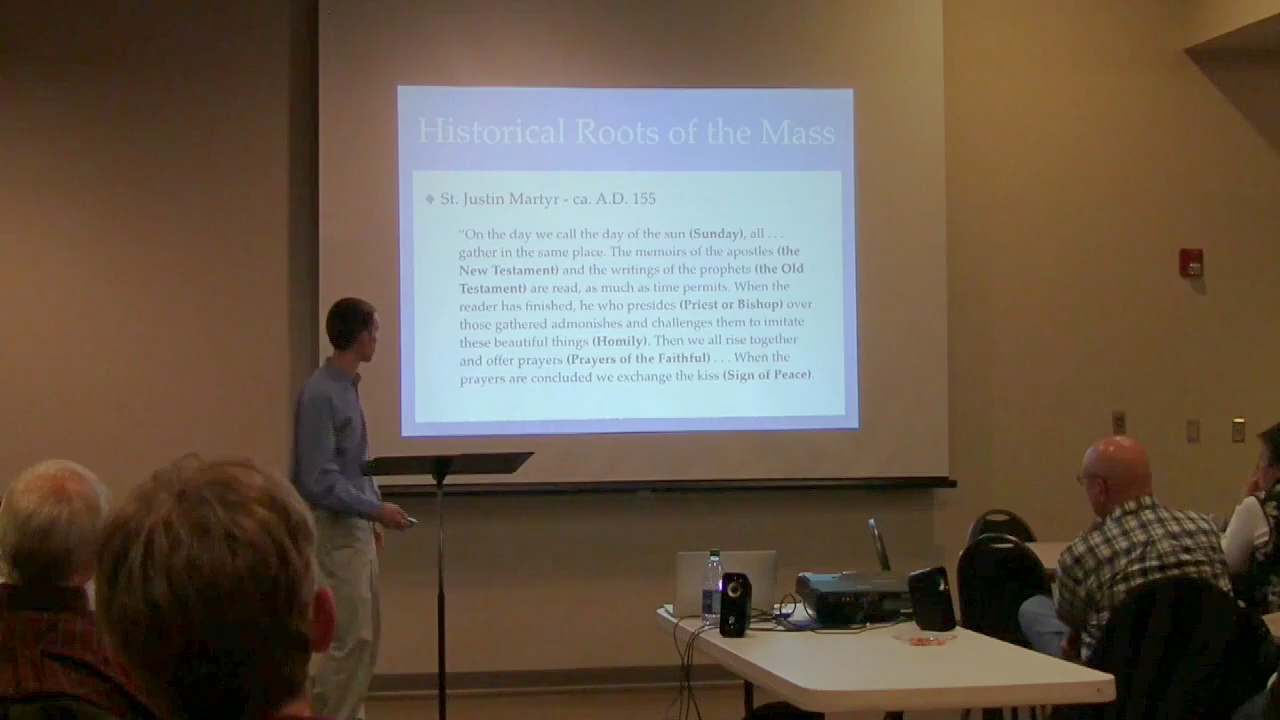 Historical Roots of the Mass
St. Justin Martyr - ca. A.D. 155
"On the day we call the day of the sun (Sunday), all . . .
gather in the same place. The memoirs of the apostles (the
New Testament) and the writings of the prophets (the Old
Testament) are read, as much as time permits. When the
reader has finished, he who presides (Priest or Bishop) over
those gathered admonishes and challenges them to imitate
these beautiful things (Homily). Then we all rise together
and offer prayers (Prayers of the Faithful) . . . When the
prayers are concluded we exchange the kiss (Sign of Peace).